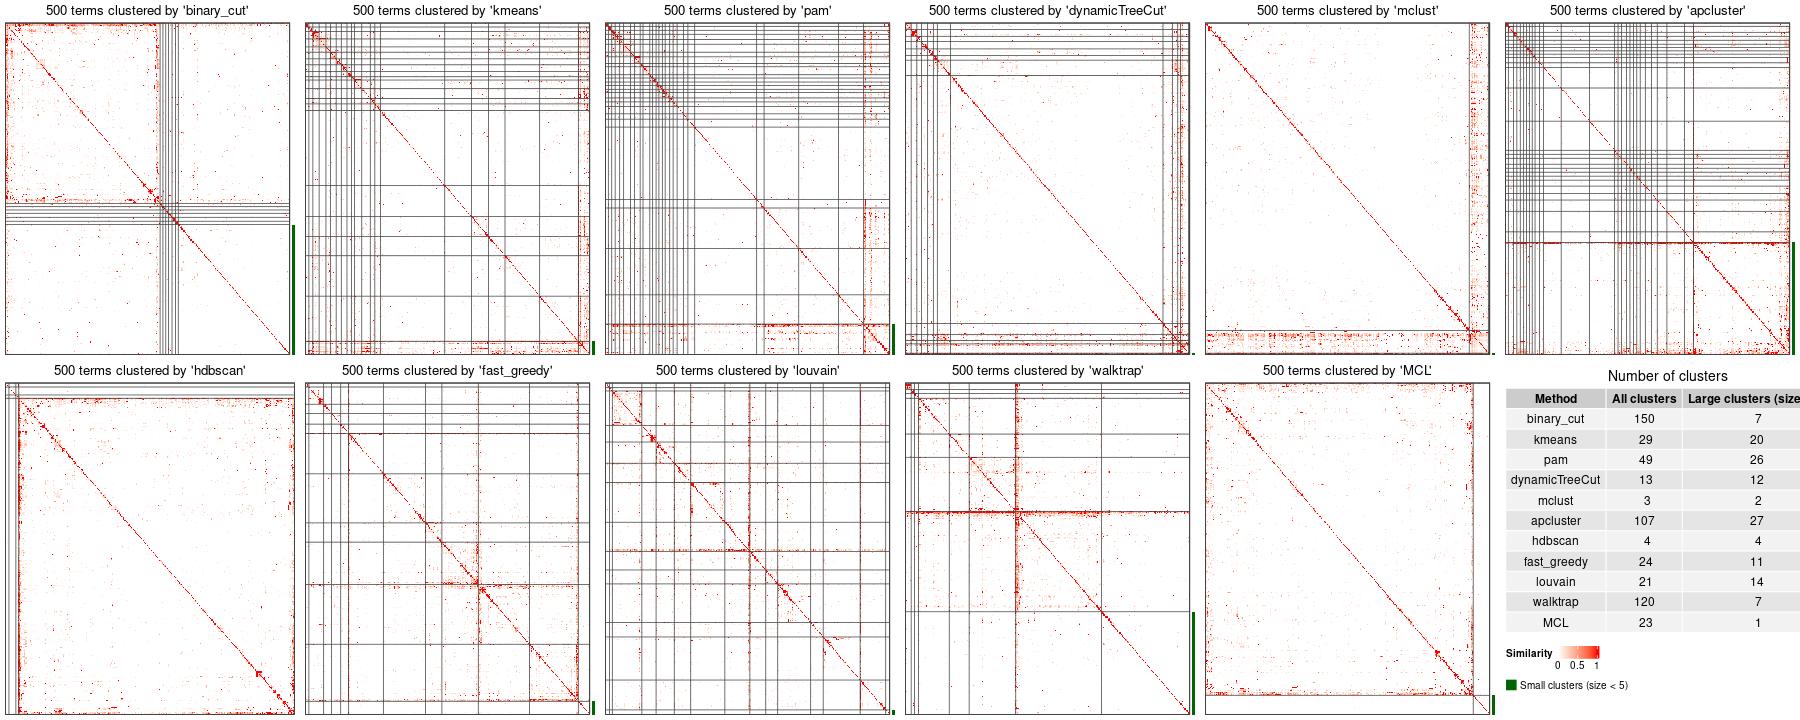 500 terms clustered by 'binary_cut'
500 terms clustered by 'kmeans'
500 terms clustered by 'pam'
500 terms clustered by 'dynamicTreeCut'
500 terms clustered by 'mclust'
500 terms clustered by 'apcluster'
500 terms clustered by 'hdbscan'
500 terms clustered by 'fast_greedy'
500 terms clustered by 'louvain'
500 terms clustered by 'walktrap'
500 terms clustered by 'MCL'
Number of clusters
Method All clusters Large clusters (size
binary_cut 150 7
kmeans 29 20
pam 49 26
dynamicTreeCut 13 12
mclust 3 2
apcluster 107 27
hdbscan 4 4
fast_greedy 24 11
louvain 21 14
walktrap 120 7
MCL 23 1
Similarity
0 0.5 1
Small clusters (size < 5)